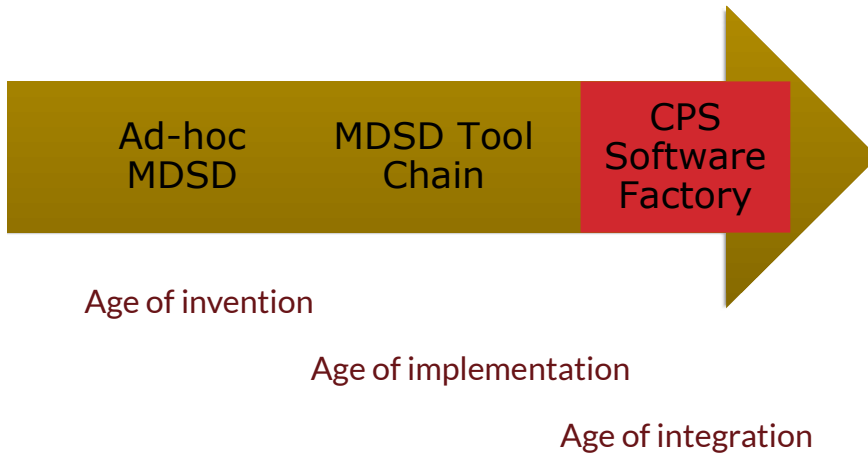 Ad-hoc
MDSD
MDSD Tool
Chain
CPS
Software
Factory
Age of invention
Age of implementation
Age of integration